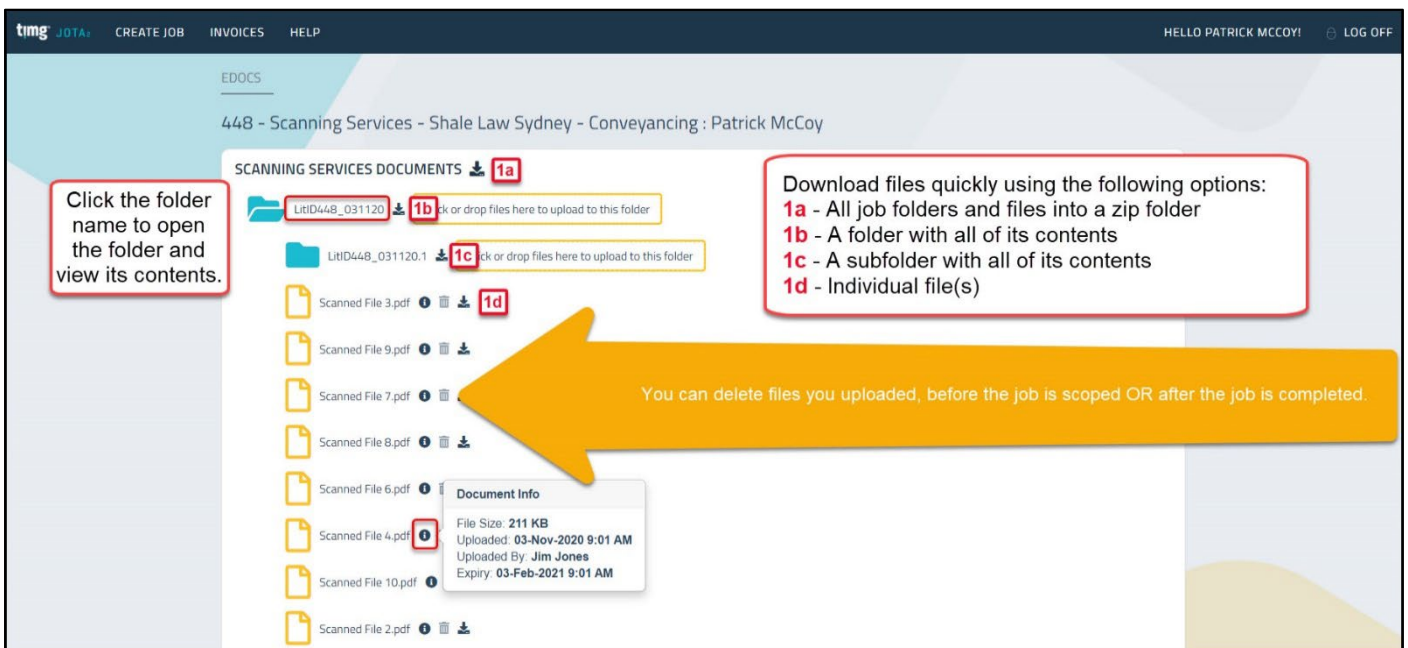 timg JOTA CREATE JOB INVOICES HELP HELLO PATRICK MCCOY! LOG OFF
EDOCS
448 - Scanning Services - Shale Law Sydney - Conveyancing : Patrick McCoy
SCANNING SERVICES DOCUMENTS 1a
Click the folder
name to open
the folder and
view its contents.
LitID448_031120 1b or drop files here to upload to this folder
LitID448_031120.1 1c or drop files here to upload to this folder
Download files quickly using the following options:
1a - All job folders and files into a zip folder
1b - A folder with all of its contents
1c - A subfolder with all of its contents
1d - Individual file(s)
Scanned File 3.pdf 1d
Scanned File 9.pdf
Scanned File 7.pdf
You can delete files you uploaded, before the job is scoped OR after the job is completed.
Scanned File 8.pdf
Scanned File 6.pdf
Scanned File 4.pdf
Document Info
File Size: 211 KB
Uploaded: 03-Nov-2020 9:01 AM
Uploaded By: Jim Jones
Expiry: 03-Feb-2021 9:01 AM
Scanned File 10.pdf
Scanned File 2.pdf